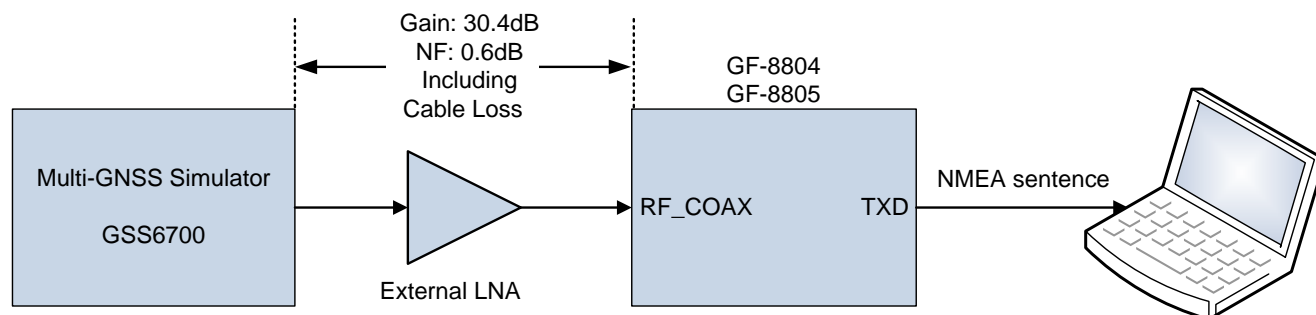 Gain: 30.4dB
NF: 0.6dB
Including
Cable Loss
GF-8804
GF-8805
Multi-GNSS Simulator
GSS6700
External LNA
RF_COAX
TXD
NMEA sentence